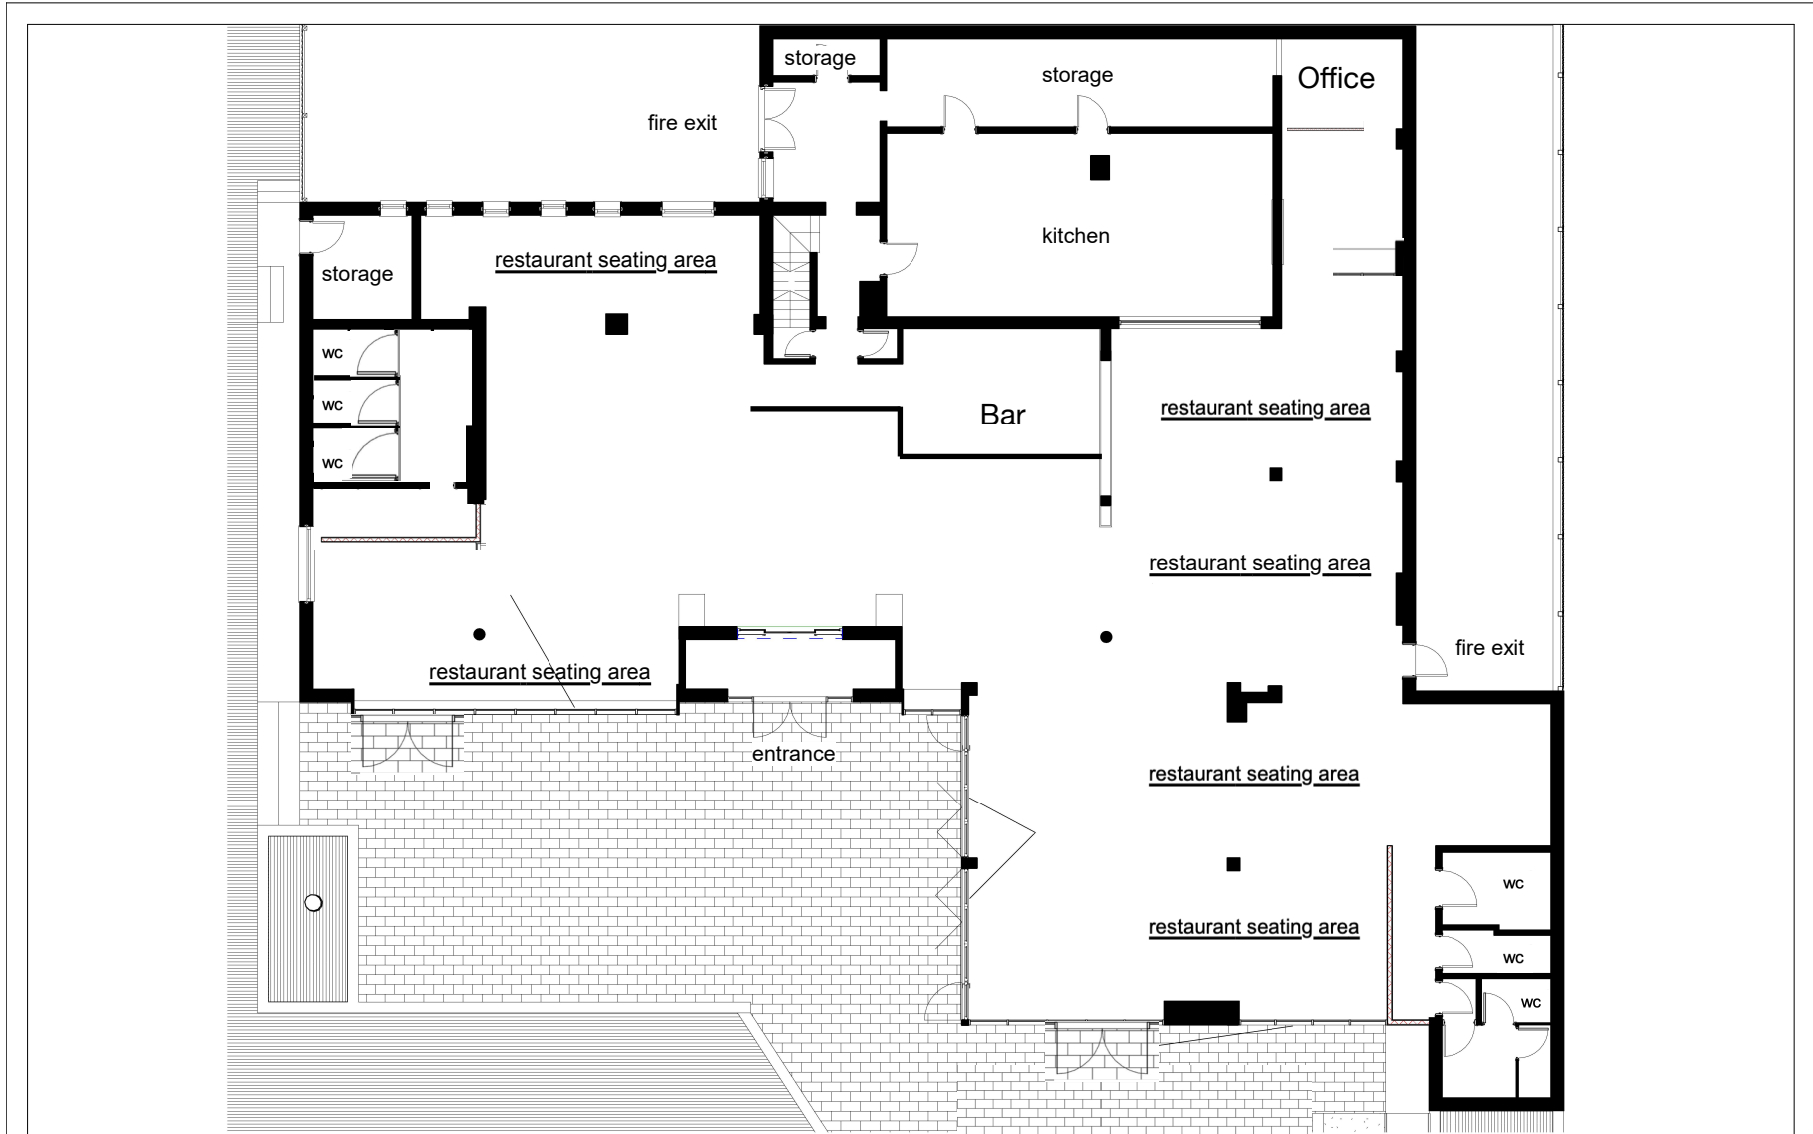 storage
storage
Office
fire exit
kitchen
restaurant seating area
storage
wc
wc
restaurant seating area
Bar
wc
restaurant seating area
fire exit
restaurant seating area
entrance
restaurant seating area
wc
restaurant seating area
wc
wc